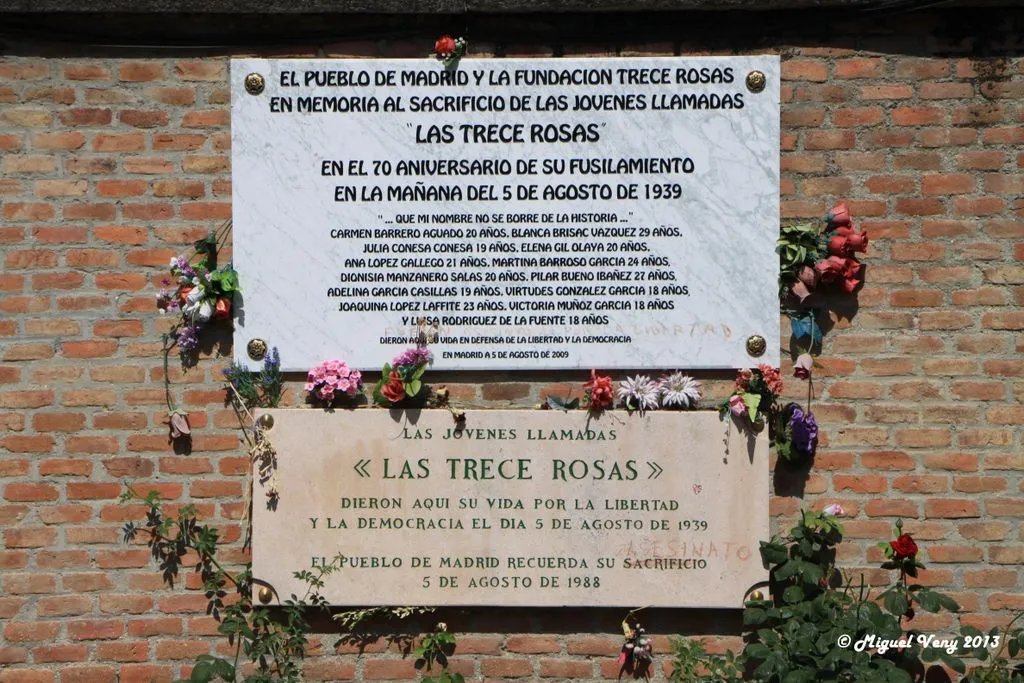 EL PUEBLO DE MADRID Y LA FUNDACION TRECE ROSAS
EN MEMORIA AL SACRIFICIO DE LAS JOVENES LLAMADAS
"LAS TRECE ROSAS"
EN EL 70 ANIVERSARIO DE SU FUSILAMIENTO
EN LA MAÑANA DEL 5 DE AGOSTO DE 1939
"... QUE MI NOMBRE NO SE BORRE DE LA HISTORIA ..."
CARMEN BARRERO AGUADO 20 AÑOS. BLANCA BRISAC VAZQUEZ 29 AÑOS.
JULIA CONESA CONESA 19 AÑOS. ELENA GIL OLAYA 20 AÑOS.
ANA LOPEZ GALLEGO 21 AÑOS. MARTINA BARROSO GARCIA 24 AÑOS.
DIONISIA MANZANERO SALAS 20 AÑOS. PILAR BUENO IBAÑEZ 27 AÑOS.
ADELINA GARCIA CASILLAS 19 AÑOS. VIRTUDES GONZALEZ GARCIA 18 AÑOS.
JOAQUINA LOPEZ LAFFITE 23 AÑOS. VICTORIA MUÑOZ GARCIA 18 AÑOS
Y LUISA RODRIGUEZ DE LA FUENTE 18 AÑOS
LIBERTAD
DIERON AQUI SU VIDA EN DEFENSA DE LA LIBERTAD Y LA DEMOCRACIA
EN MADRID A 5 DE AGOSTO DE 2009
LAS JOVENES LLAMADAS
« LAS TRECE ROSAS »
DIERON AQUI SU VIDA POR LA LIBERTAD
Y LA DEMOCRACIA EL DIA 5 DE AGOSTO DE 1939
ASESINATO
EL PUEBLO DE MADRID RECUERDA SU SACRIFICIO
5 DE AGOSTO DE 1988
© Miguel Veny 2013